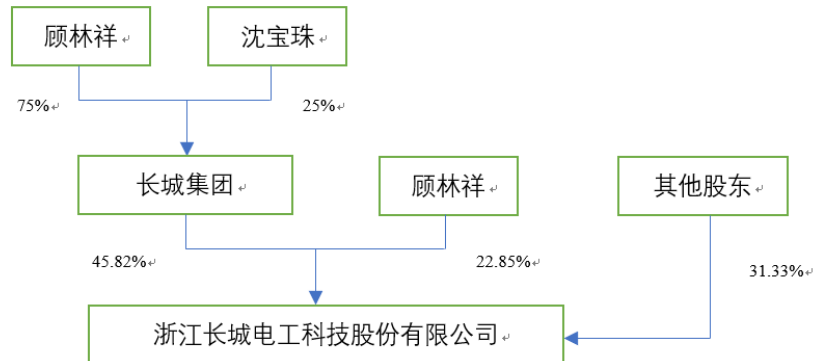 顾林祥
沈宝珠
75%
25%
长城集团
顾林祥
其他股东
45.82%
22.85%
31.33%
浙江长城电工科技股份有限公司